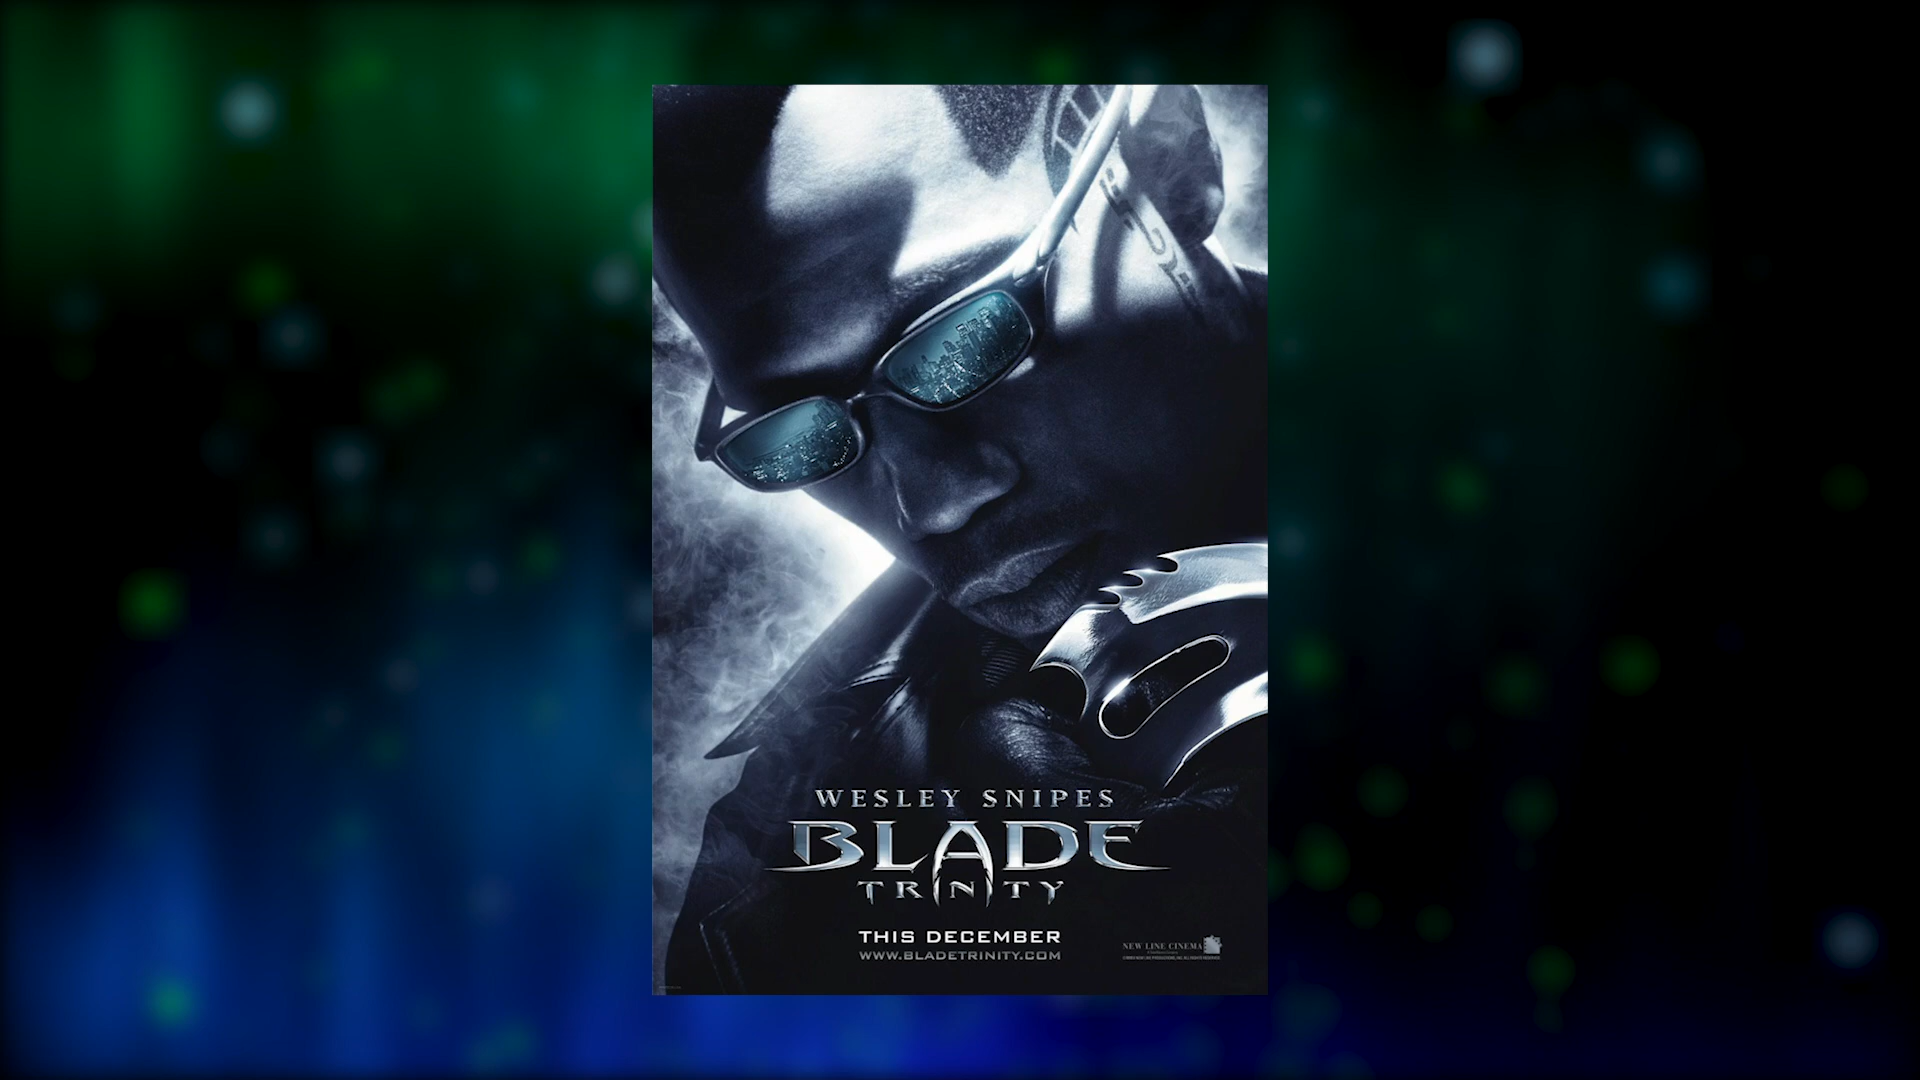 WESLEY SNIPES
BLADE
TRINITY
THIS DECEMBER
WWW.BLADETRINITY.COM
NEW LINE CINEMA